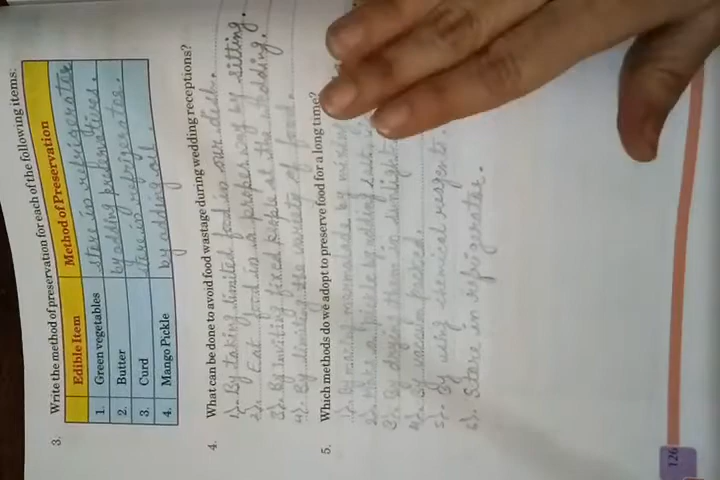 3. Write the method of preservation for each of the following items:
Edible Item Method of Preservation
1. Green vegetables store in refrigerator
2. Butter by adding preservatives.
3. Curd store in refrigerator.
4. Mango Pickle by adding oil.
4. What can be done to avoid food wastage during wedding receptions?
1). By taking limited food in our dish.
2). Eat food in a proper way by sitting.
3). By inviting fixed people at the wedding.
4). By limiting the variety of food.
5. Which methods do we adopt to preserve food for a long time?
1). By making marmalade by
2). Make pickle by adding salt
3). By drying them in sunlight
4). By vacuum packed.
5). By using chemical reagents.
6). Store in refrigerator.
126